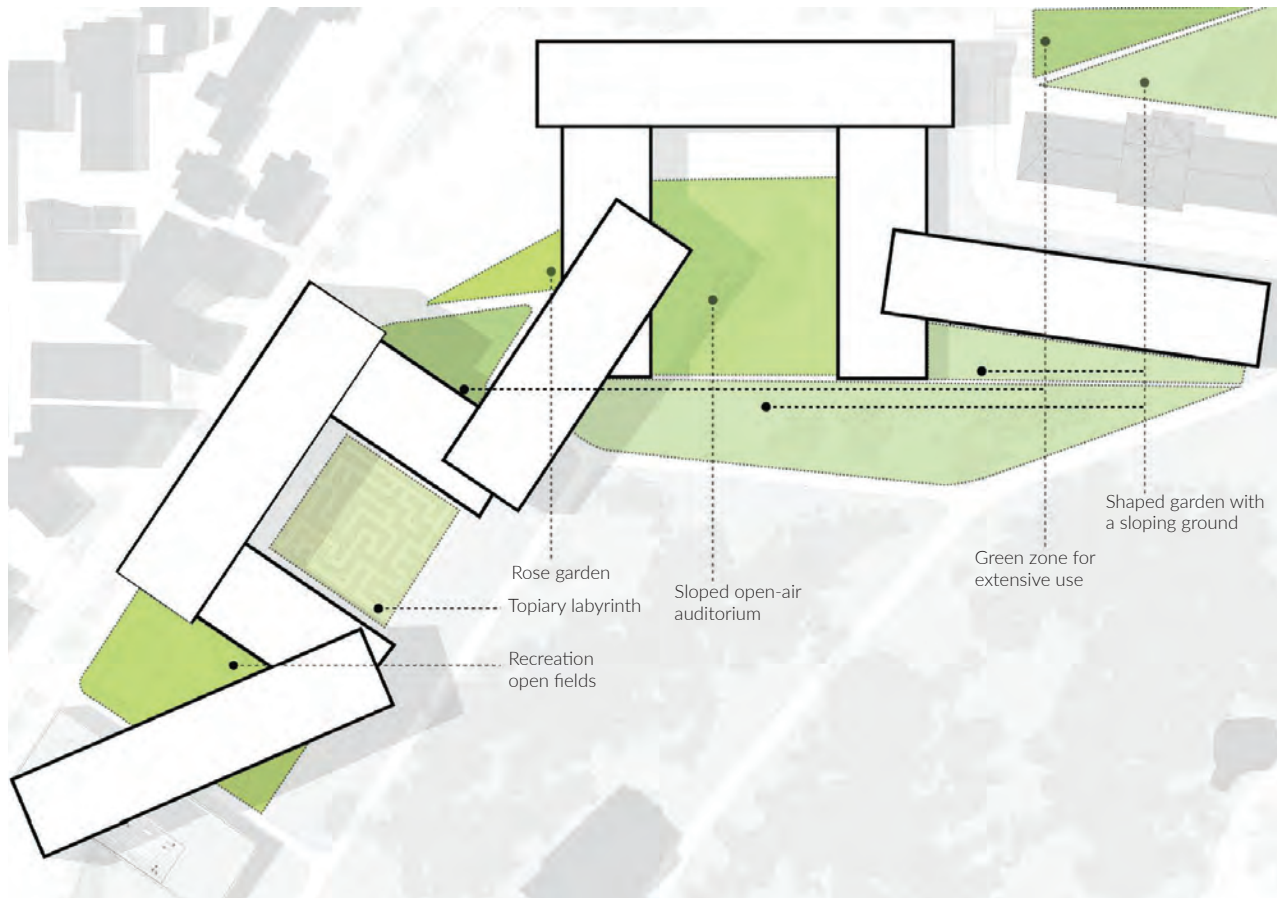 Shaped garden with
a sloping ground
Green zone for
extensive use
Rose garden
Sloped open-air
auditorium
Topiary labyrinth
Recreation
open fields